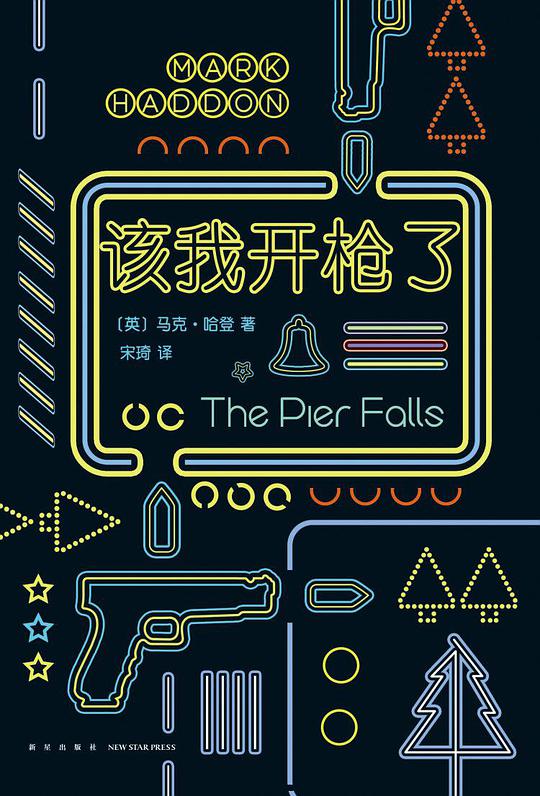 MARK
HADDON
该我开枪了
〔英〕马克·哈登 著
宋琦 译
The Pier Falls
新星出版社 NEW STAR PRESS